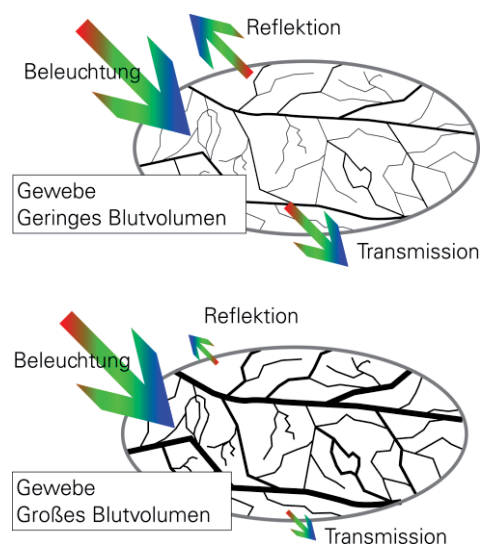 Reflektion
Beleuchtung
Gewebe
Geringes Blutvolumen
Transmission
Reflektion
Beleuchtung
Gewebe
Großes Blutvolumen
Transmission